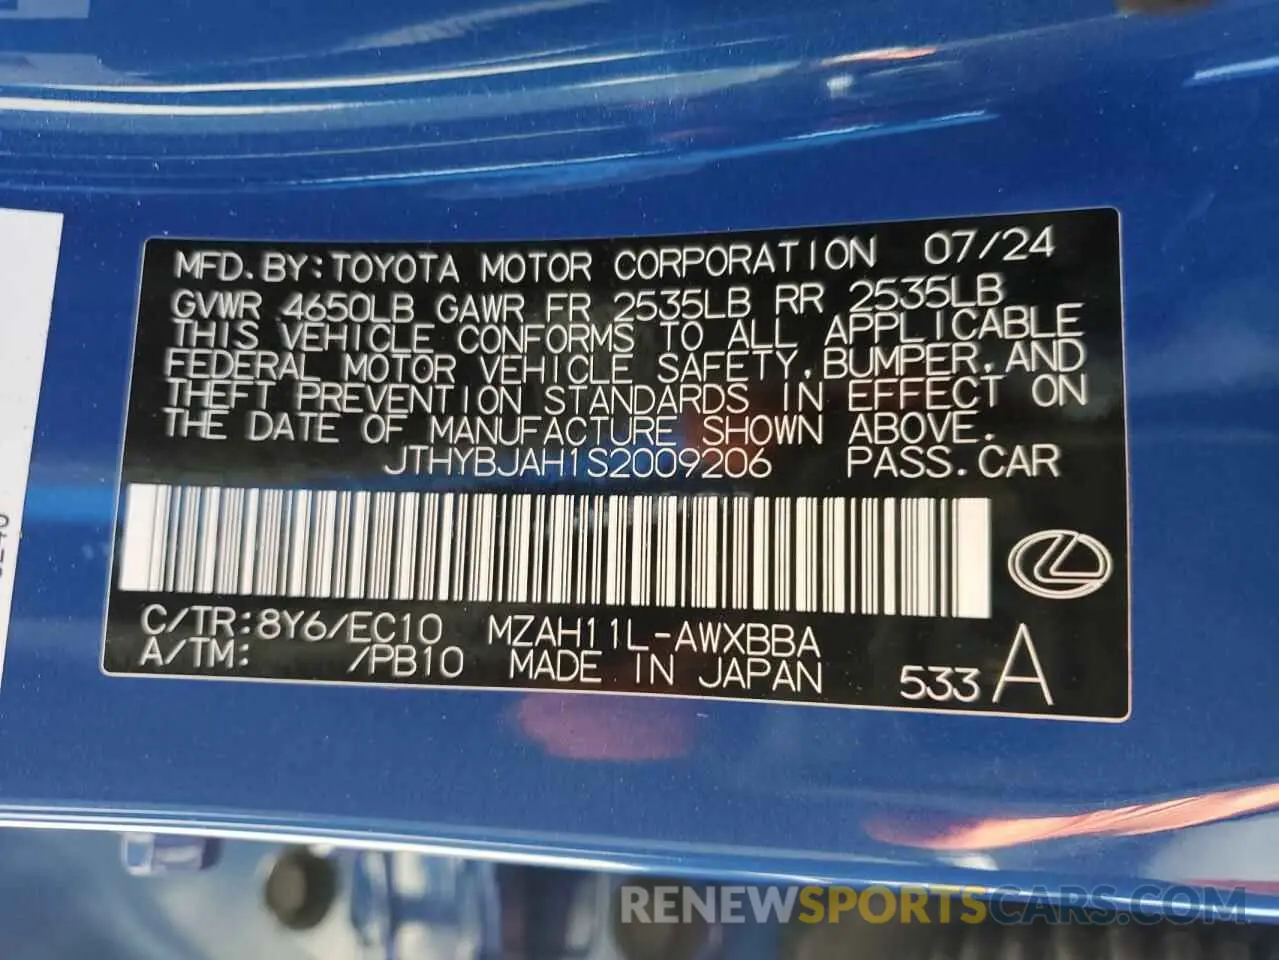 MFD.BY:TOYOTA MOTOR CORPORATION 07/24
GVWR 4650LB GAWR FR 2535LB RR 2535LB
THIS VEHICLE CONFORMS TO ALL APPLICABLE
FEDERAL MOTOR VEHICLE SAFETY,BUMPER,AND
THEFT PREVENTION STANDARDS IN EFFECT ON
THE DATE OF MANUFACTURE SHOWN ABOVE.
JTHYBJAH1S2009206 PASS.CAR
C/TR:8Y6/EC10 MZAH11L-AWXBBA
A/TM: /PB10 MADE IN JAPAN 533 A
RENEWSPORTSCARS.COM